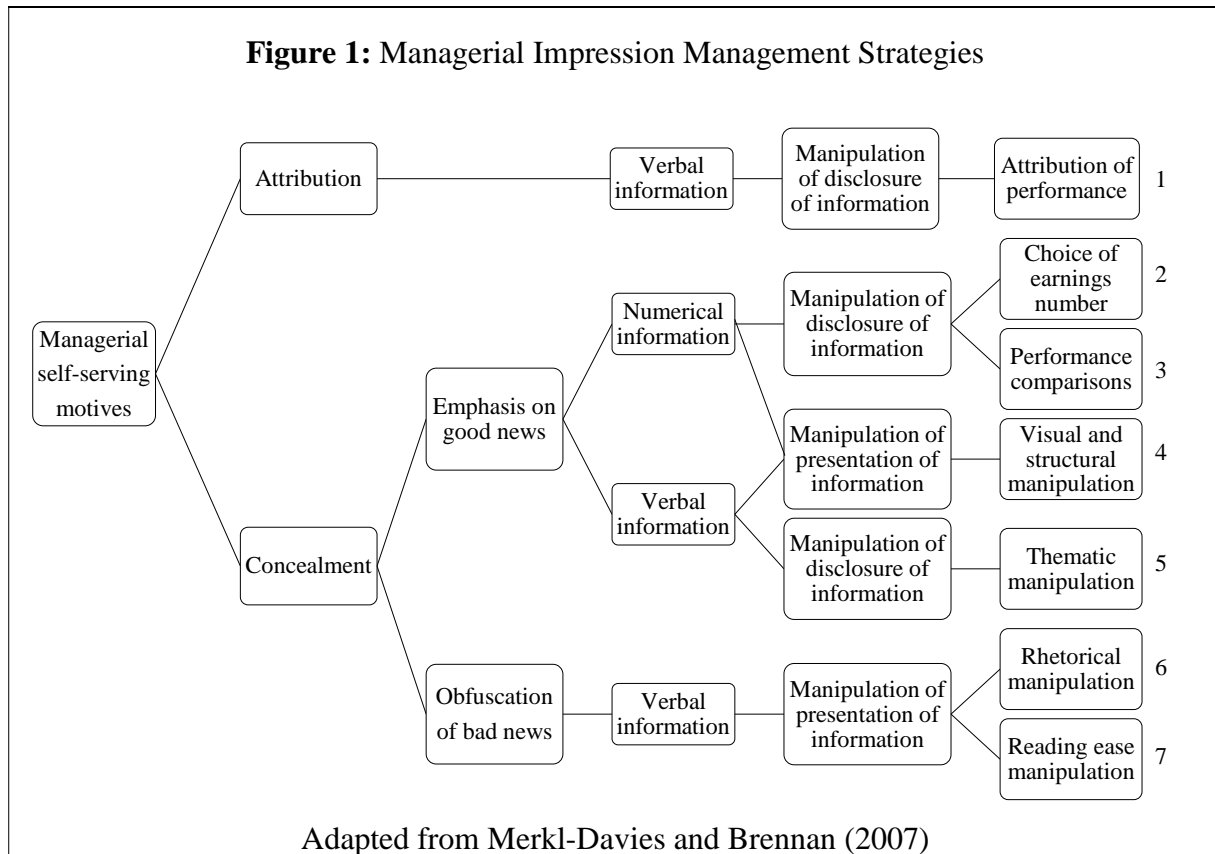 Figure 1: Managerial Impression Management Strategies
Attribution
Verbal
information
Manipulation
of disclosure
of information
Attribution of
performance
1
Managerial
self-serving
motives
Concealment
Emphasis on
good news
Numerical
information
Manipulation of
disclosure of
information
Choice of
earnings
number
2
Performance
comparisons
3
Verbal
information
Manipulation of
presentation of
information
Visual and
structural
manipulation
4
Manipulation of
disclosure of
information
Thematic
manipulation
5
Obfuscation
of bad news
Verbal
information
Manipulation of
presentation of
information
Rhetorical
manipulation
6
Reading ease
manipulation
7
Adapted from Merkl-Davies and Brennan (2007)